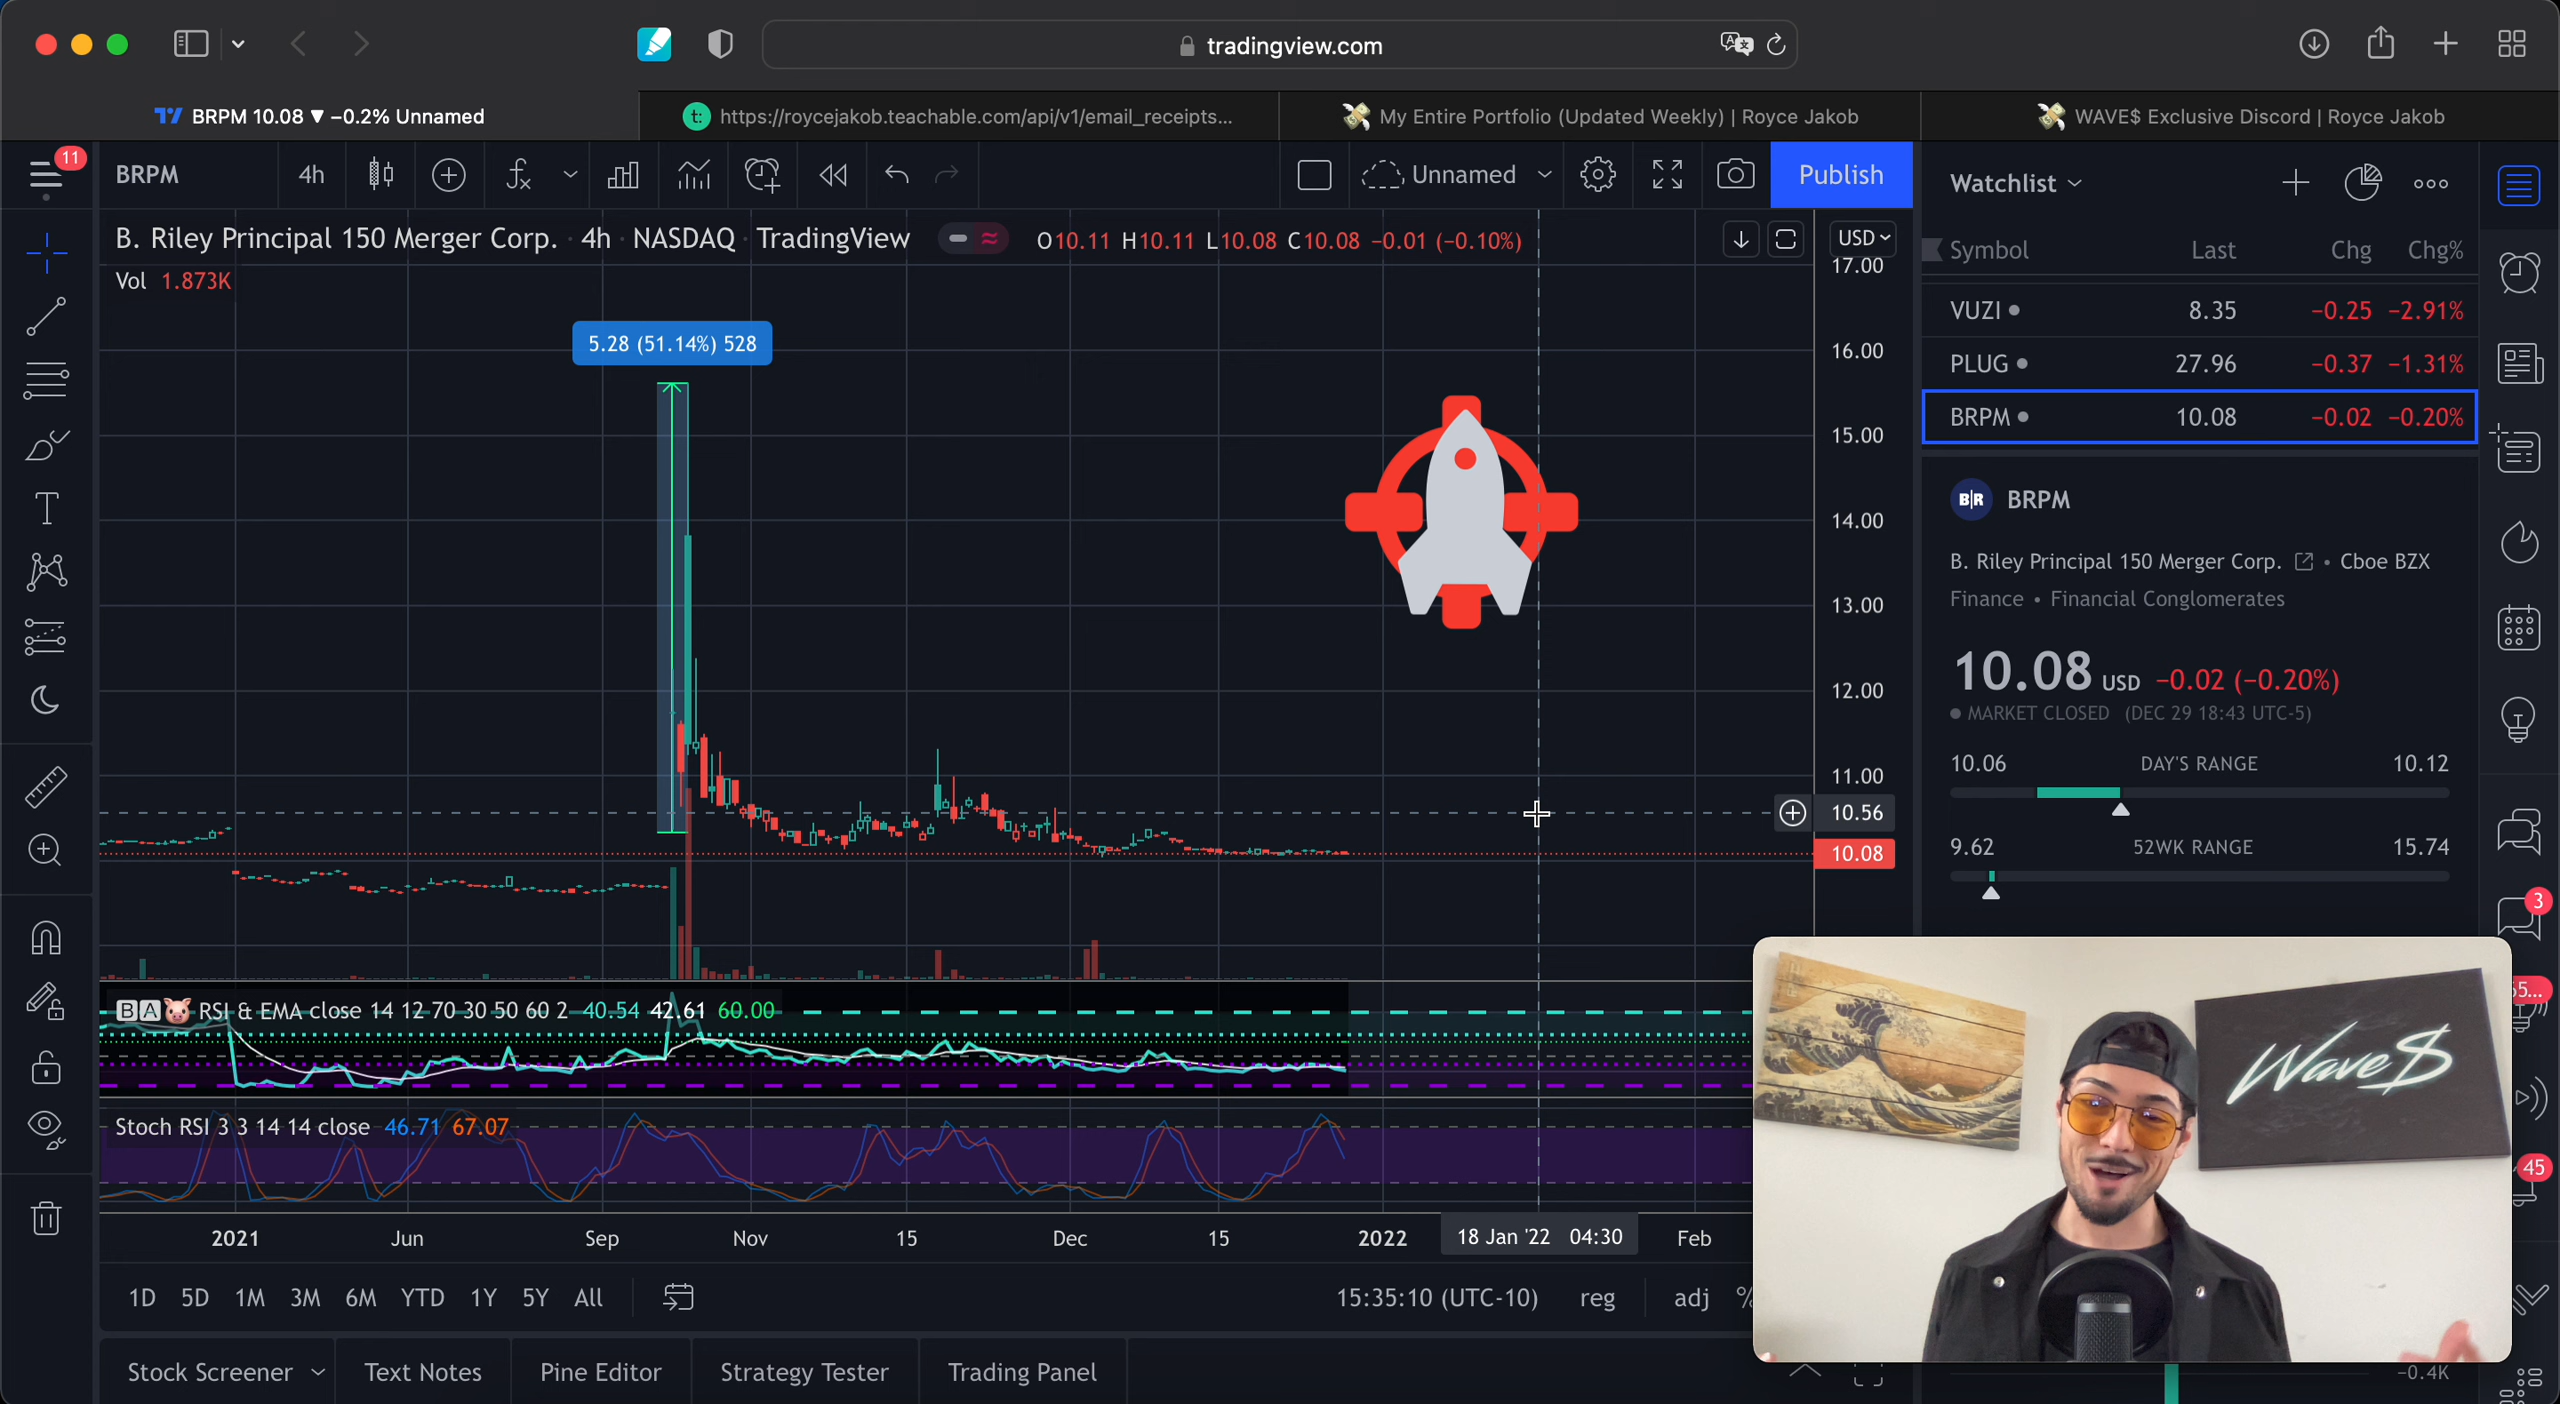 tradingview.com
BRPM 10.08 ▼ −0.2% Unnamed
t: https://roycejakob.teachable.com/api/v1/email_receipts...
My Entire Portfolio (Updated Weekly) | Royce Jakob
WAVE$ Exclusive Discord | Royce Jakob
11
BRPM
4h
Unnamed
Publish
Watchlist
B. Riley Principal 150 Merger Corp. · 4h · NASDAQ · TradingView
O10.11 H10.11 L10.08 C10.08 −0.01 (−0.10%)
USD
Vol 1.873K
5.28 (51.14%) 528
17.00
16.00
15.00
14.00
13.00
12.00
11.00
10.56
10.08
Symbol Last Chg Chg%
VUZI 8.35 −0.25 −2.91%
PLUG 27.96 −0.37 −1.31%
BRPM 10.08 −0.02 −0.20%
B|R BRPM
B. Riley Principal 150 Merger Corp. • Cboe BZX
Finance • Financial Conglomerates
10.08 USD −0.02 (−0.20%)
MARKET CLOSED (DEC 29 18:43 UTC-5)
10.06 DAY'S RANGE 10.12
9.62 52WK RANGE 15.74
3
65...
45
BA RSI & EMA close 14 12 70 30 50 60 2 40.54 42.61 60.00
Stoch RSI 3 3 14 14 close 46.71 67.07
2021 Jun Sep Nov 15 Dec 15 2022 18 Jan '22 04:30 Feb
1D 5D 1M 3M 6M YTD 1Y 5Y All
15:35:10 (UTC-10) reg adj %
Stock Screener Text Notes Pine Editor Strategy Tester Trading Panel
Wave$
−0.4K